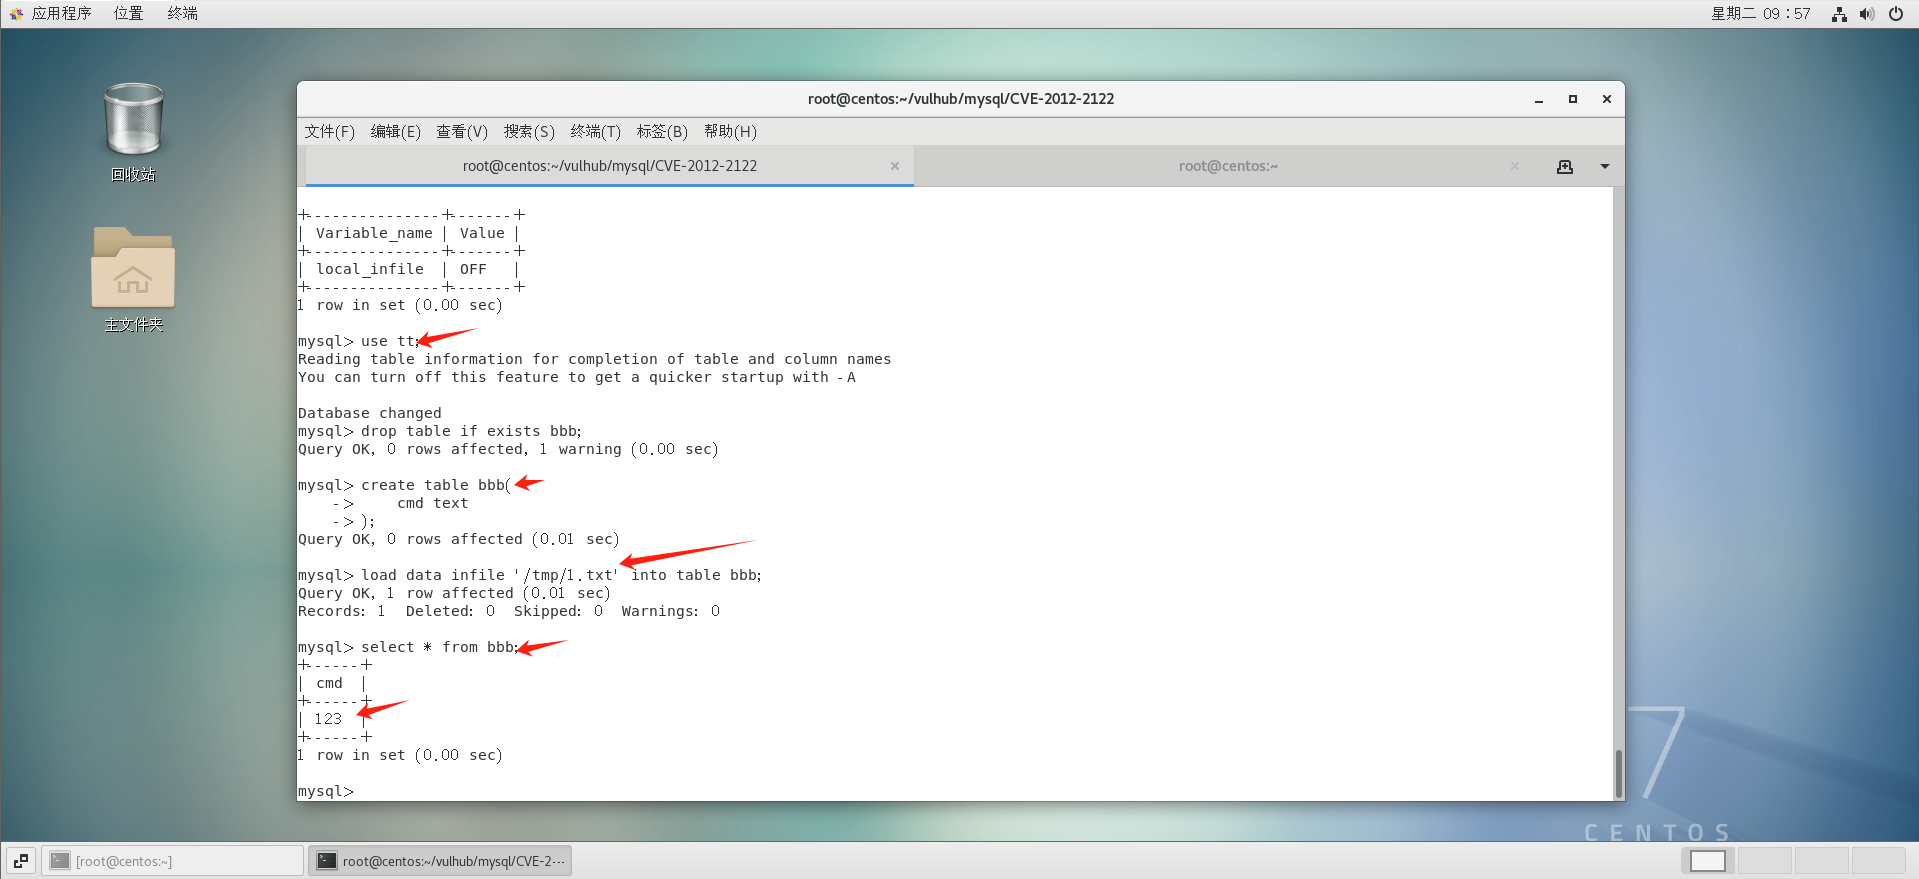 应用程序 位置 终端 星期二 09：57
root@centos:~/vulhub/mysql/CVE-2012-2122
文件(F) 编辑(E) 查看(V) 搜索(S) 终端(T) 标签(B) 帮助(H)
root@centos:~/vulhub/mysql/CVE-2012-2122 root@centos:~
回收站
主文件夹
+---------------+-------+
| Variable_name | Value |
+---------------+-------+
| local_infile  | OFF   |
+---------------+-------+
1 row in set (0.00 sec)
mysql> use tt;
Reading table information for completion of table and column names
You can turn off this feature to get a quicker startup with -A
Database changed
mysql> drop table if exists bbb;
Query OK, 0 rows affected, 1 warning (0.00 sec)
mysql> create table bbb(
    ->     cmd text
    -> );
Query OK, 0 rows affected (0.01 sec)
mysql> load data infile '/tmp/1.txt' into table bbb;
Query OK, 1 row affected (0.01 sec)
Records: 1  Deleted: 0  Skipped: 0  Warnings: 0
mysql> select * from bbb;
+------+
| cmd  |
+------+
| 123  |
+------+
1 row in set (0.00 sec)
mysql>
7
CENTOS
[root@centos:~] root@centos:~/vulhub/mysql/CVE-2···